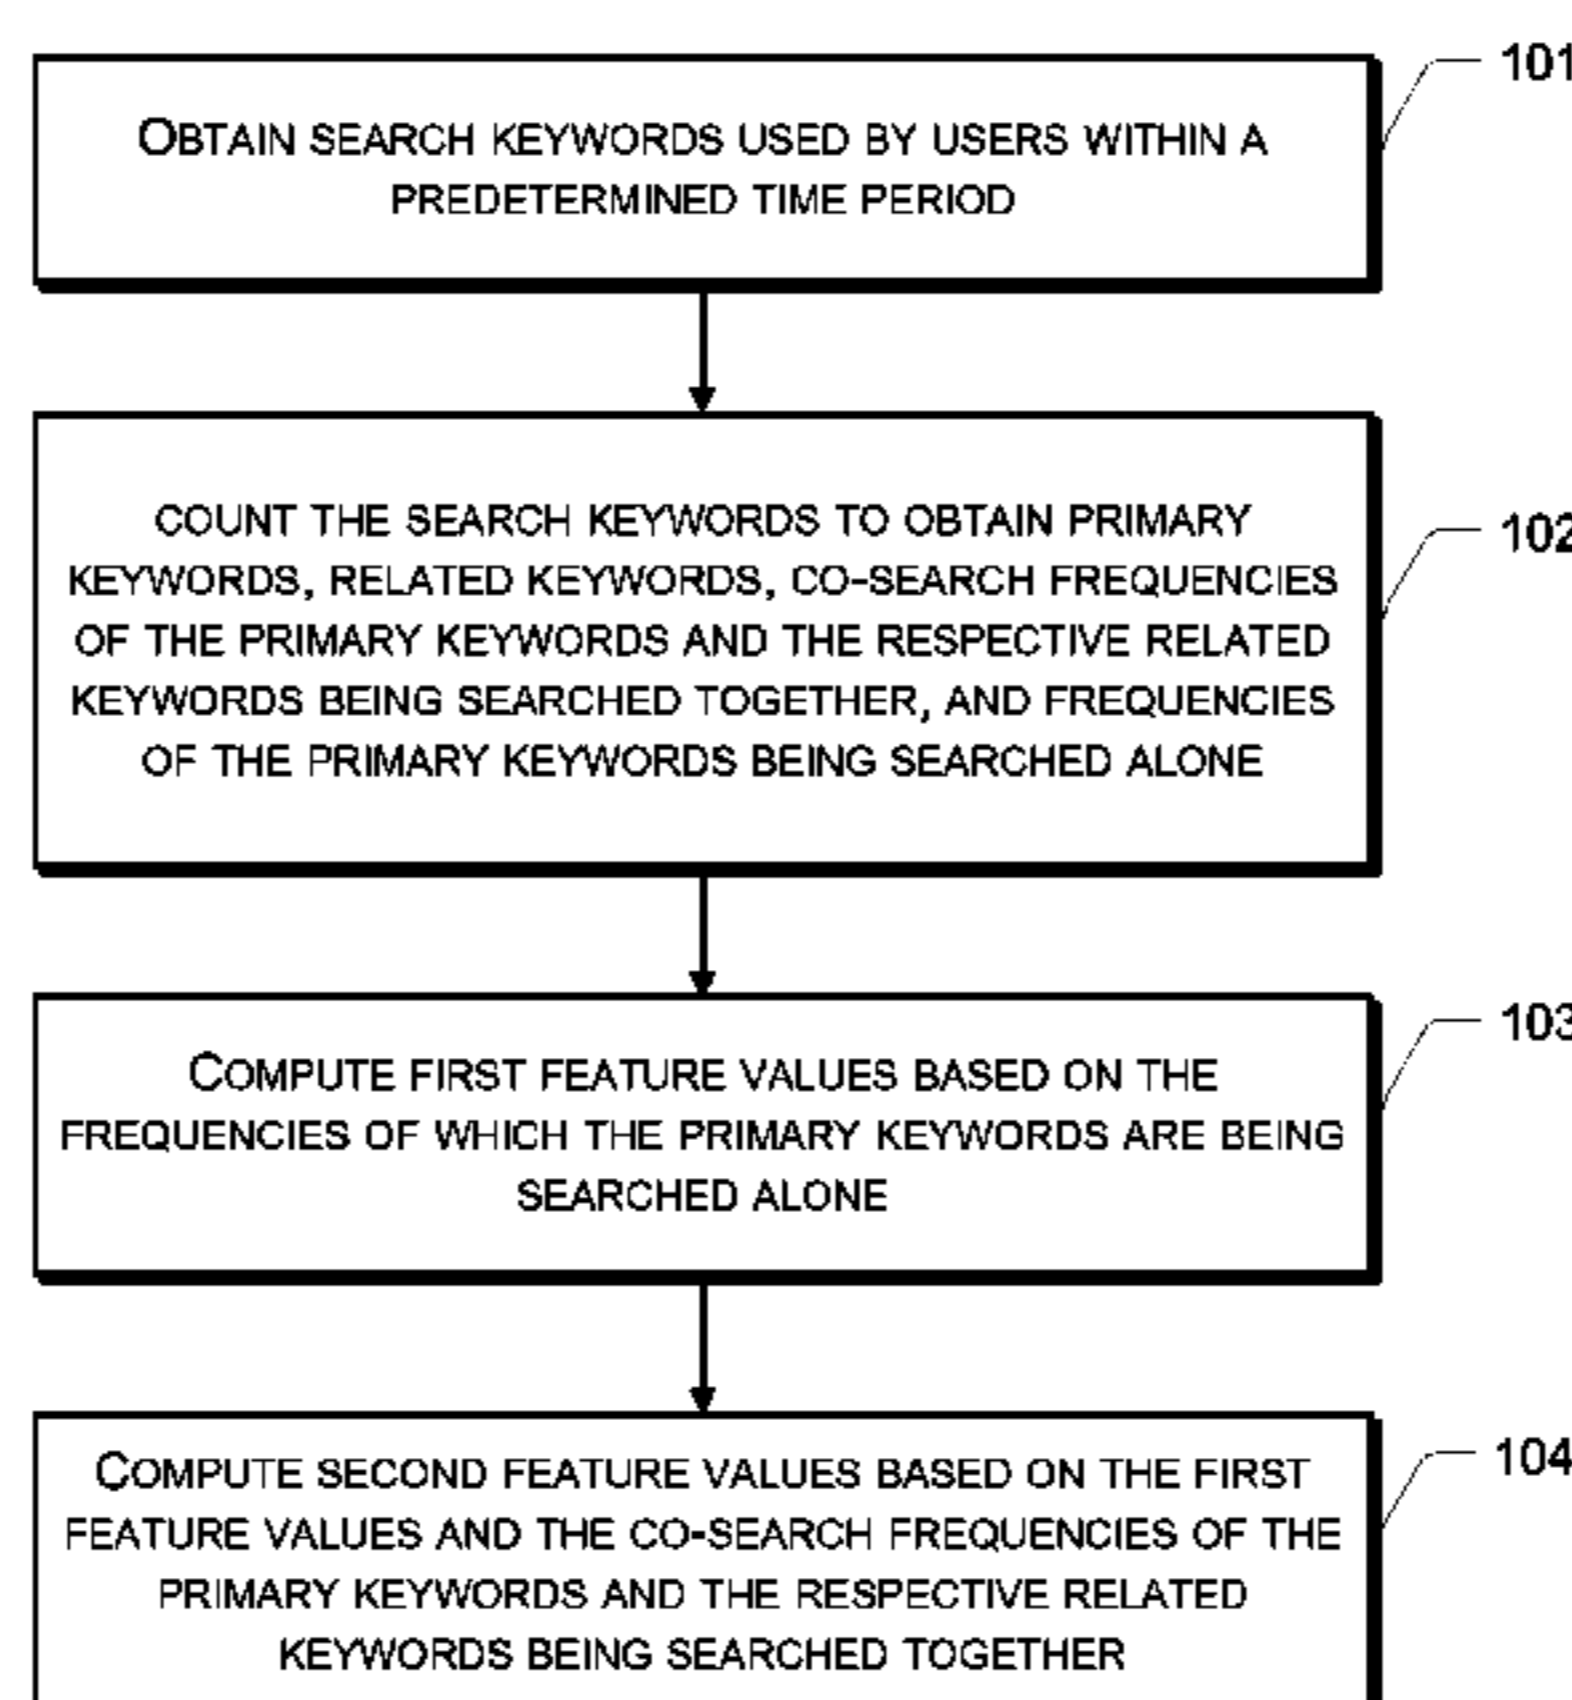 101
OBTAIN SEARCH KEYWORDS USED BY USERS WITHIN A
PREDETERMINED TIME PERIOD
COUNT THE SEARCH KEYWORDS TO OBTAIN PRIMARY
102
KEYWORDS, RELATED KEYWORDS, CO-SEARCH FREQUENCIES
OF THE PRIMARY KEYWORDS AND THE RESPECTIVE RELATED
KEYWORDS BEING SEARCHED TOGETHER, AND FREQUENCIES
OF THE PRIMARY KEYWORDS BEING SEARCHED ALONE
103
COMPUTE FIRST FEATURE VALUES BASED ON THE
FREQUENCIES OF WHICH THE PRIMARY KEYWORDS ARE BEING
SEARCHED ALONE
104
COMPUTE SECOND FEATURE VALUES BASED ON THE FIRST
FEATURE VALUES AND THE CO-SEARCH FREQUENCIES OF THE
PRIMARY KEYWORDS AND THE RESPECTIVE RELATED
KEYWORDS BEING SEARCHED TOGETHER